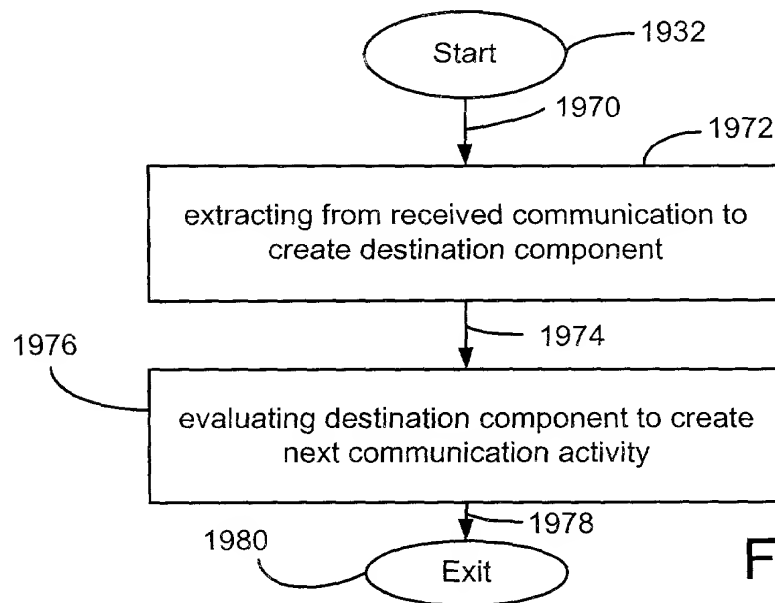 Start
1932
1970
1972
extracting from received communication to
create destination component
1974
1976
evaluating destination component to create
next communication activity
1978
1980
Exit
F